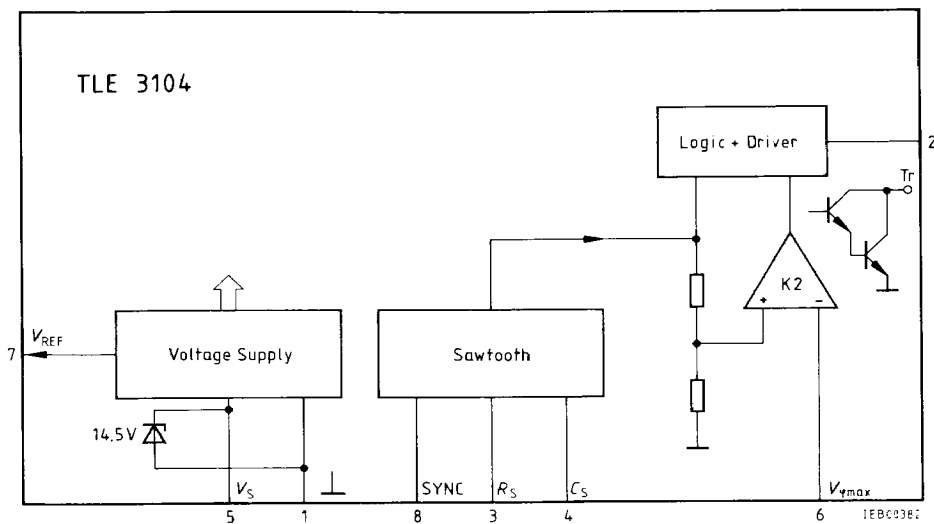 TLE 3104
Logic + Driver
2
Tr
K2
+ −
V_REF
7
Voltage Supply
Sawtooth
14.5 V
V_S
SYNC
R_S
C_S
V_φmax
5
1
8
3
4
6
IEB00382